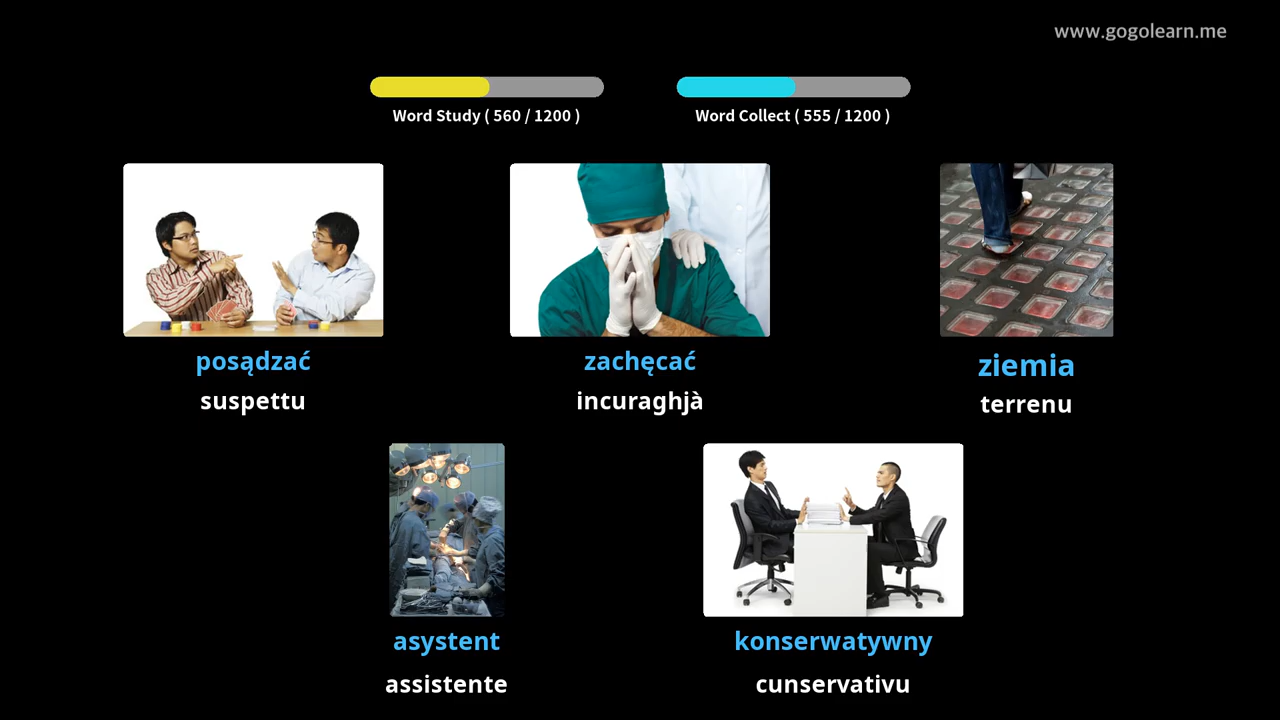 www.gogolearn.me
Word Study ( 560 / 1200 )
Word Collect ( 555 / 1200 )
posądzać
suspettu
zachęcać
incuraghjà
ziemia
terrenu
asystent
assistente
konserwatywny
cunservativu